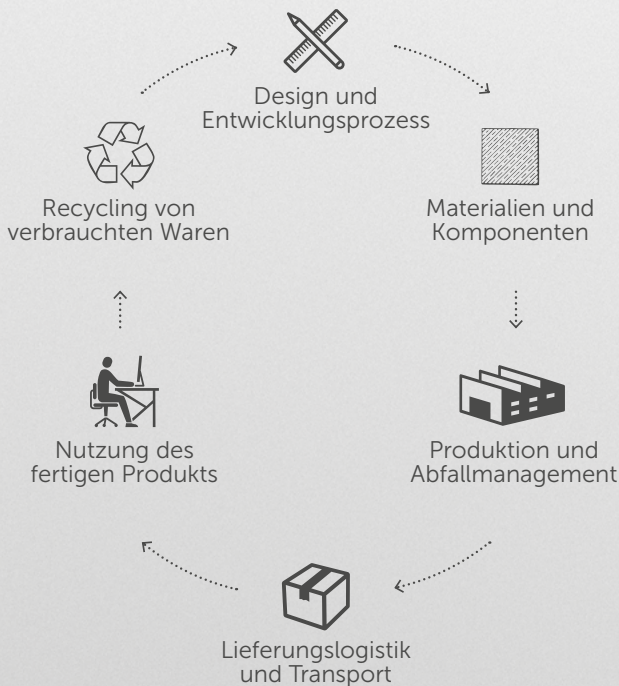 Design und
Entwicklungsprozess
Materialien und
Komponenten
Produktion und
Abfallmanagement
Lieferungslogistik
und Transport
Nutzung des
fertigen Produkts
Recycling von
verbrauchten Waren